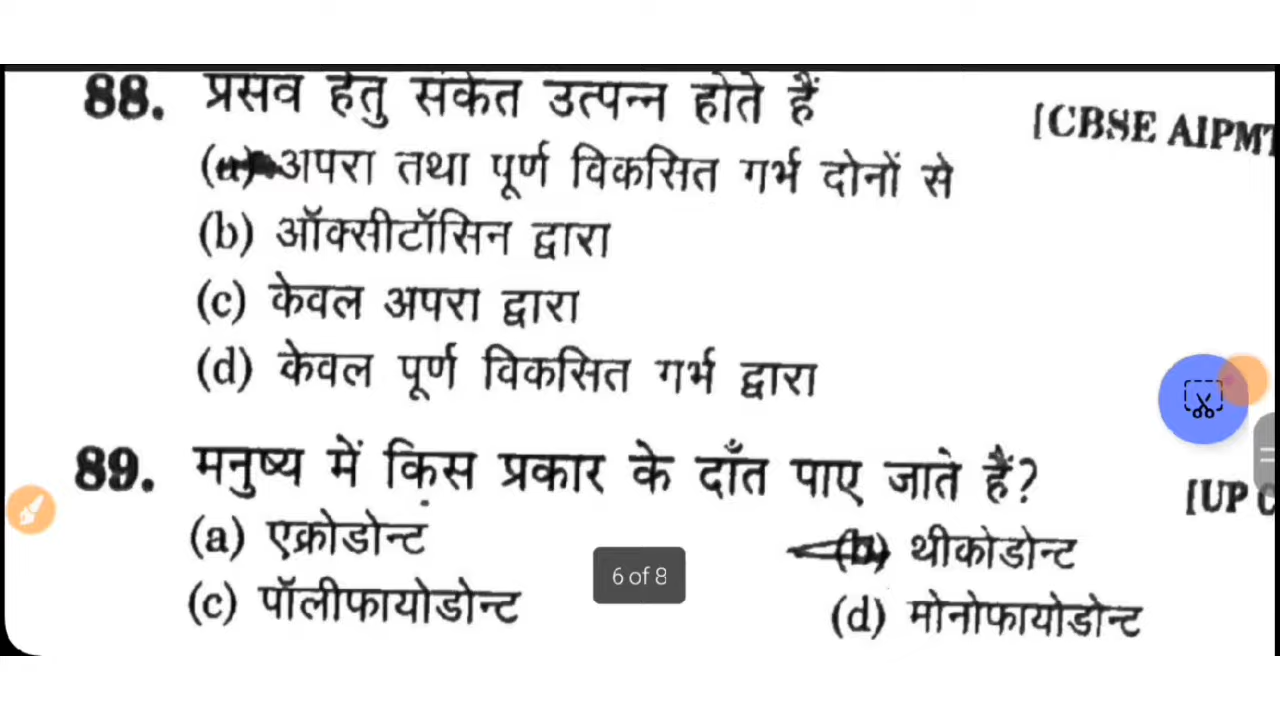 88. प्रसव हेतु संकेत उत्पन्न होते हैं [CBSE AIPMT
(a) अपरा तथा पूर्ण विकसित गर्भ दोनों से
(b) ऑक्सीटॉसिन द्वारा
(c) केवल अपरा द्वारा
(d) केवल पूर्ण विकसित गर्भ द्वारा
89. मनुष्य में किस प्रकार के दाँत पाए जाते हैं? [UP C
(a) एक्रोडोन्ट (b) थीकोडोन्ट
6 of 8
(c) पॉलीफायोडोन्ट (d) मोनोफायोडोन्ट